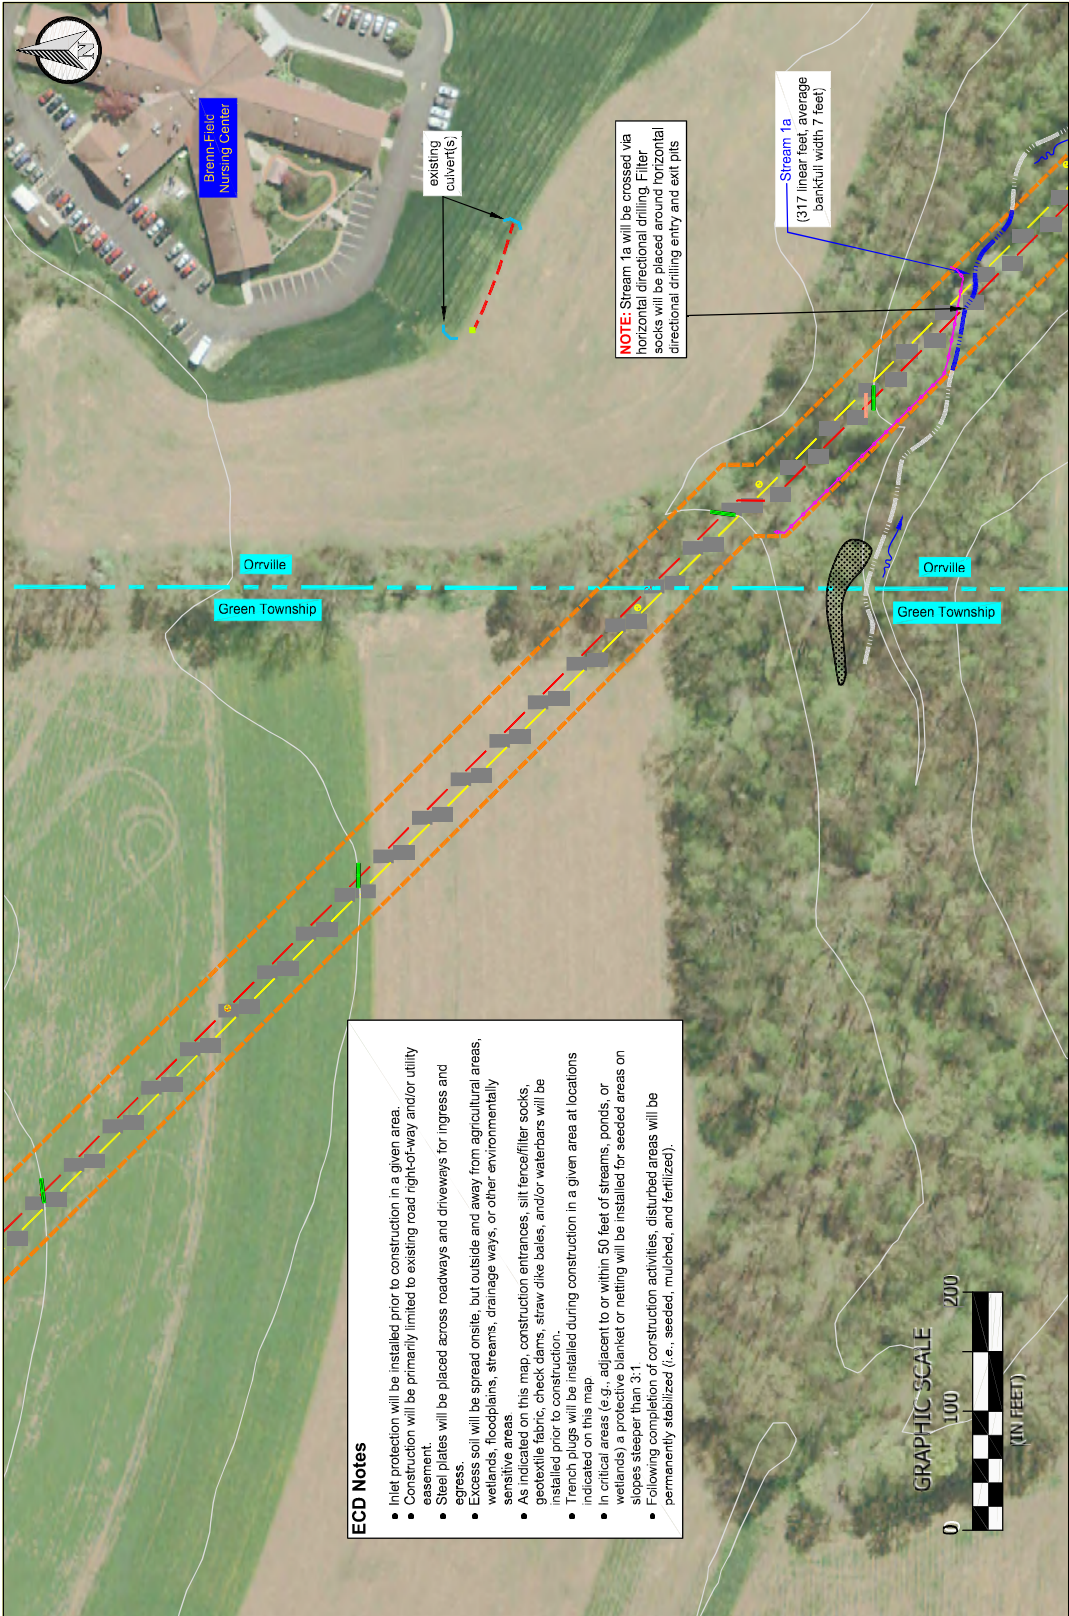 N
Brenn-Field
Nursing Center
existing
culvert(s)
NOTE: Stream 1a will be crossed via
horizontal directional drilling. Filter
socks will be placed around horizontal
directional drilling entry and exit pits
Stream 1a
(317 linear feet, average
bankfull width 7 feet)
Orrville
Green Township
Orrville
Green Township
ECD Notes
• Inlet protection will be installed prior to construction in a given area.
• Construction will be primarily limited to existing road right-of-way and/or utility
easement.
• Steel plates will be placed across roadways and driveways for ingress and
egress.
• Excess soil will be spread onsite, but outside and away from agricultural areas,
wetlands, floodplains, streams, drainage ways, or other environmentally
sensitive areas.
• As indicated on this map, construction entrances, silt fence/filter socks,
geotextile fabric, check dams, straw dike bales, and/or waterbars will be
installed prior to construction.
• Trench plugs will be installed during construction in a given area at locations
indicated on this map
• In critical areas (e.g., adjacent to or within 50 feet of streams, ponds, or
wetlands) a protective blanket or netting will be installed for seeded areas on
slopes steeper than 3:1.
• Following completion of construction activities, disturbed areas will be
permanently stabilized (i.e., seeded, mulched, and fertilized).
GRAPHIC SCALE
0 100 200
(IN FEET)